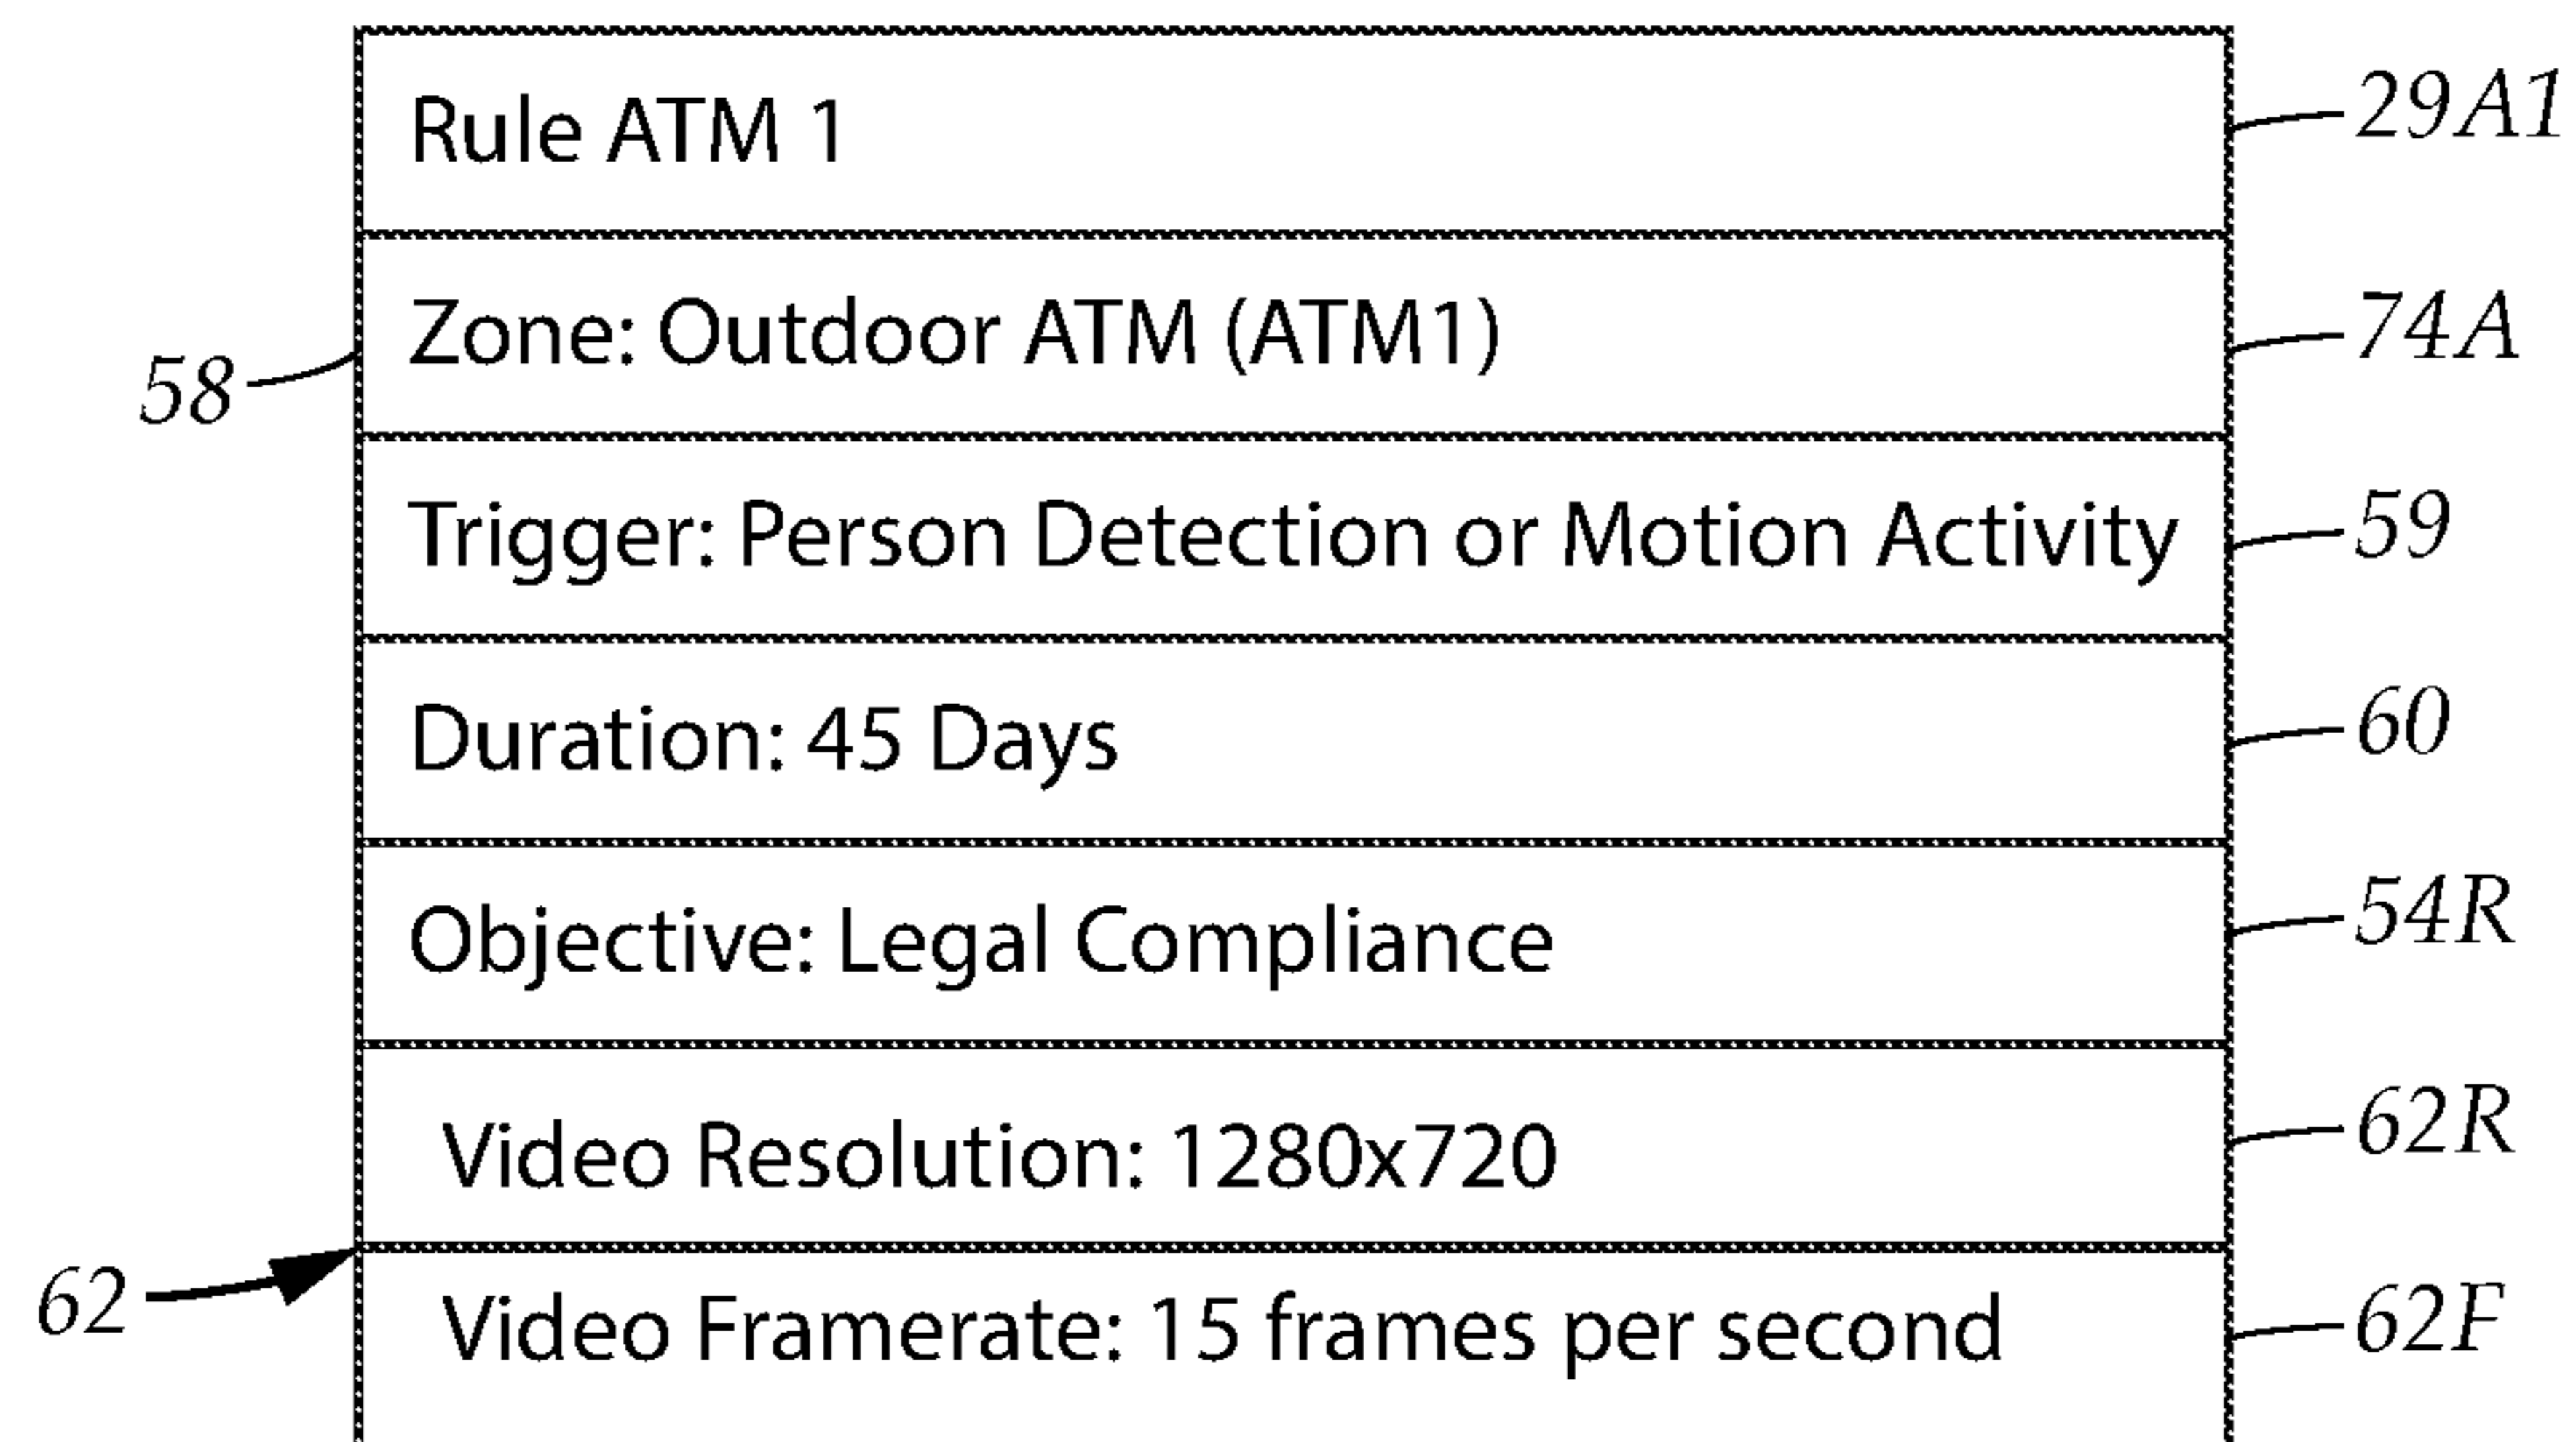 Rule ATM 1 29A1
Zone: Outdoor ATM (ATM1) 74A
58
Trigger: Person Detection or Motion Activity 59
Duration: 45 Days 60
Objective: Legal Compliance 54R
Video Resolution: 1280x720 62R
62
Video Framerate: 15 frames per second 62F